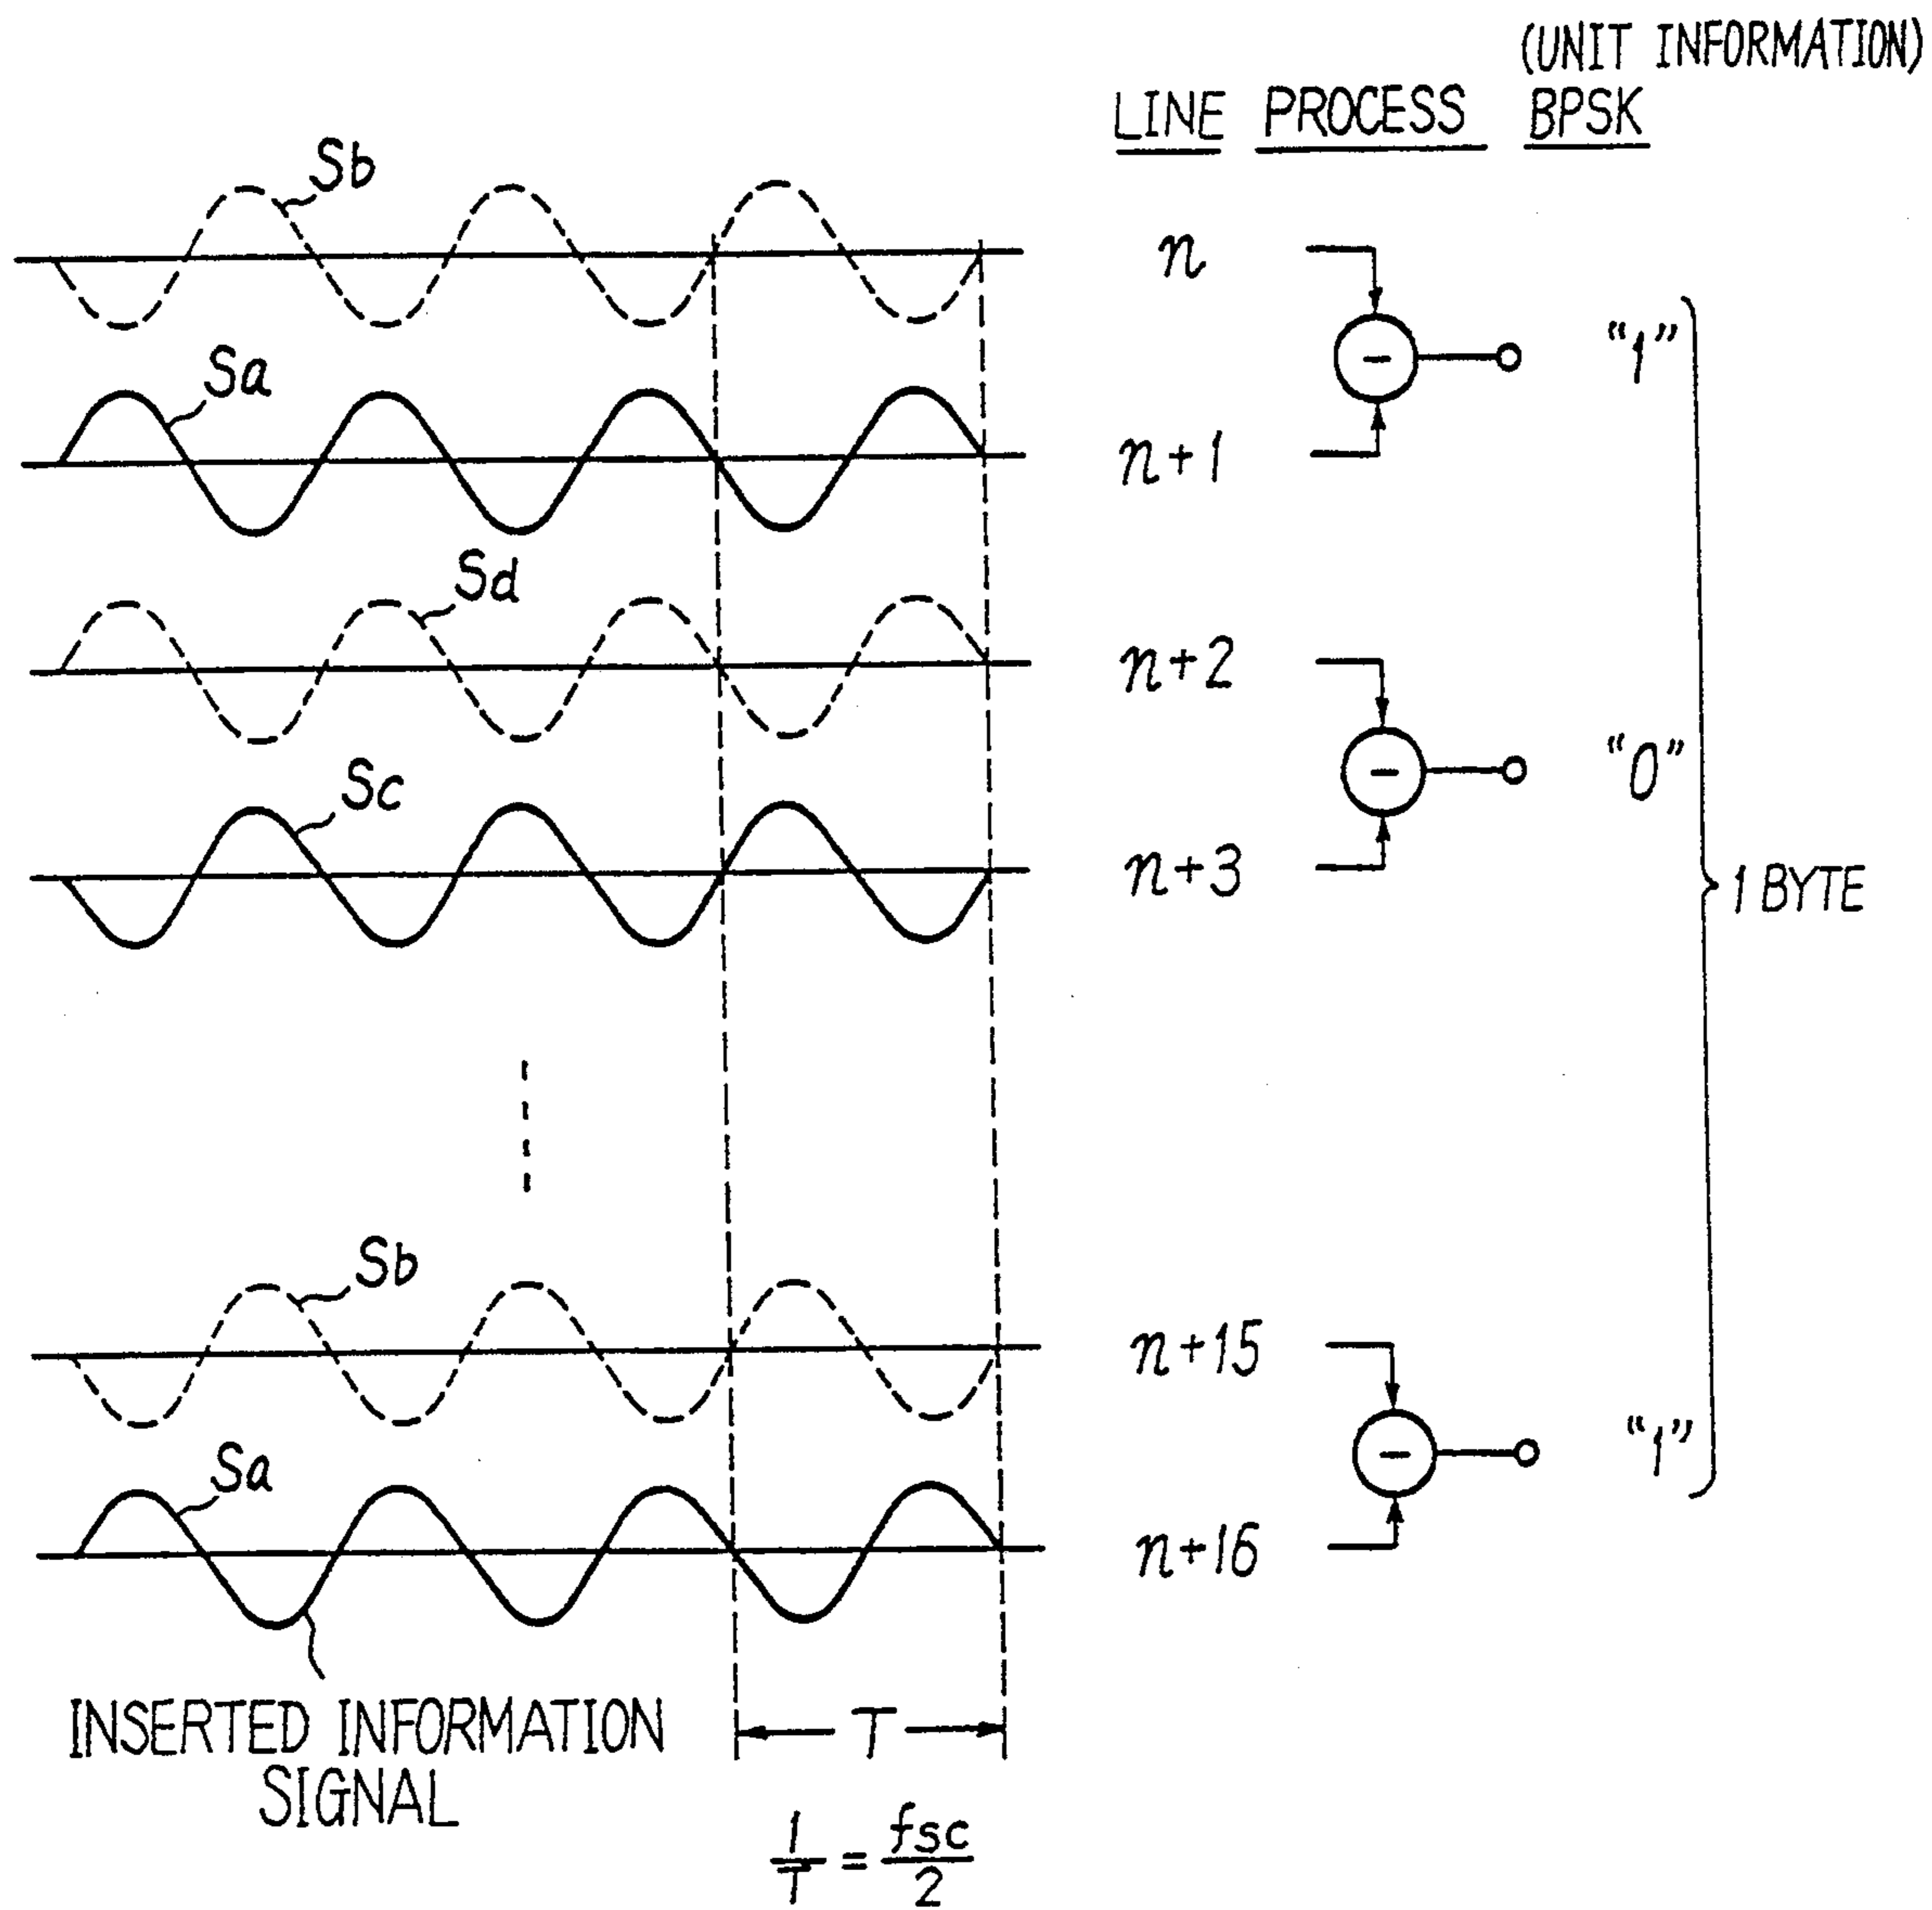 (UNIT INFORMATION)
LINE PROCESS BPSK
Sb
n
−
“1”
Sa
n+1
Sd
n+2
−
“0”
Sc
n+3
1 BYTE
Sb
n+15
−
“1”
Sa
n+16
INSERTED INFORMATION
SIGNAL
T
1/T = fsc/2